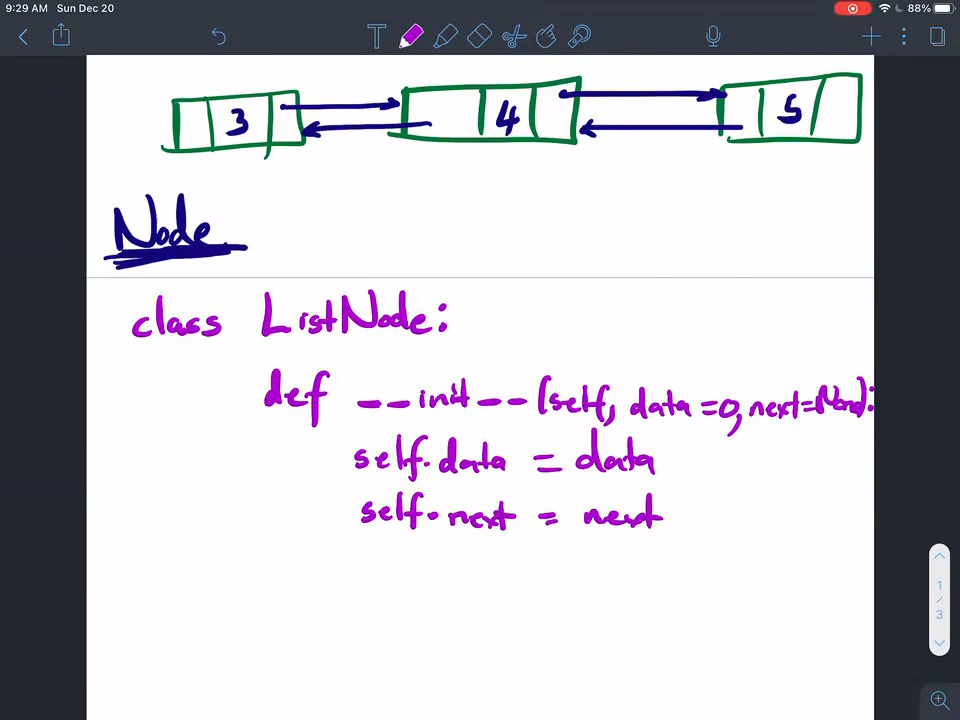 9:29 AM Sun Dec 20
88%
3 4 5
Node
class ListNode:
def __init__(self, data=0, next=None):
self.data = data
self.next = next
1
/
3